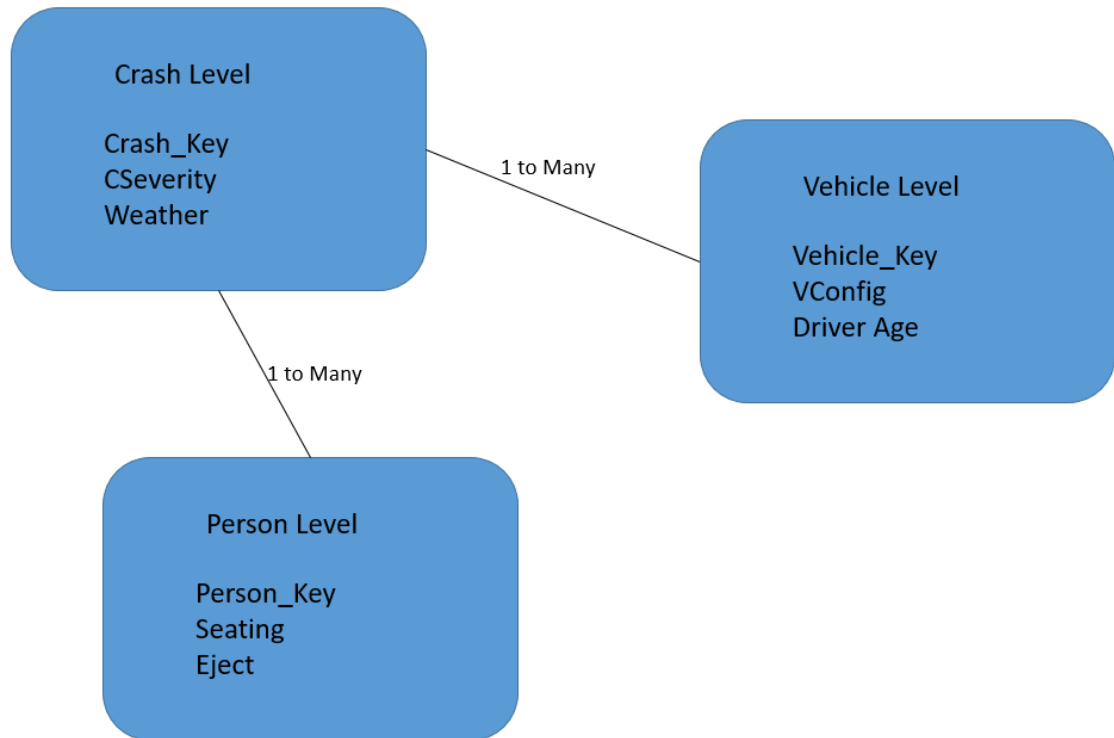 Crash Level
Crash_Key
CSeverity
Weather
1 to Many
Vehicle Level
Vehicle_Key
VConfig
Driver Age
1 to Many
Person Level
Person_Key
Seating
Eject